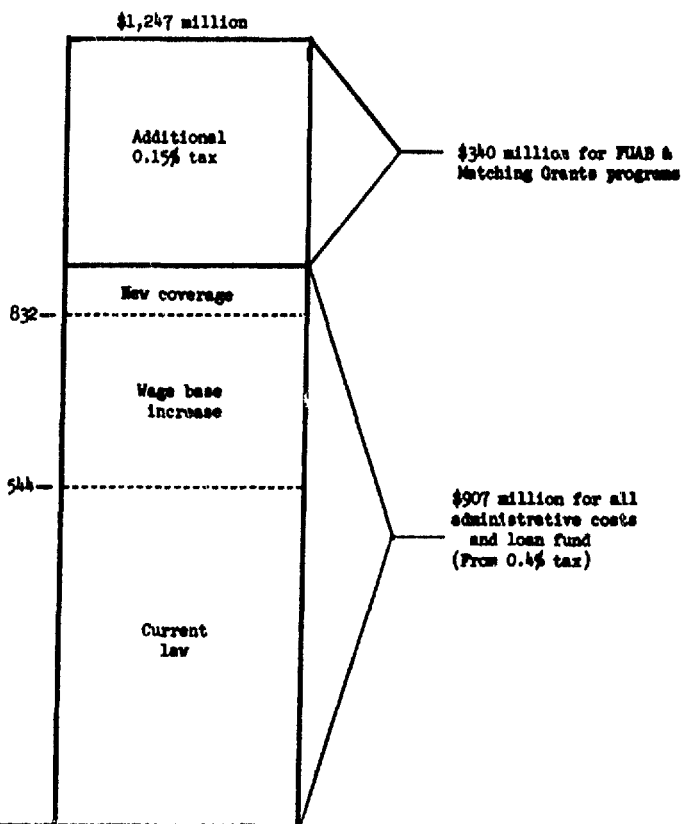 $1,247 million
Additional
0.15% tax
$340 million for FUAB &
Matching Grants programs
New coverage
832
Wage base
increase
544
$907 million for all
administrative costs
and loan fund
(From 0.4% tax)
Current
law